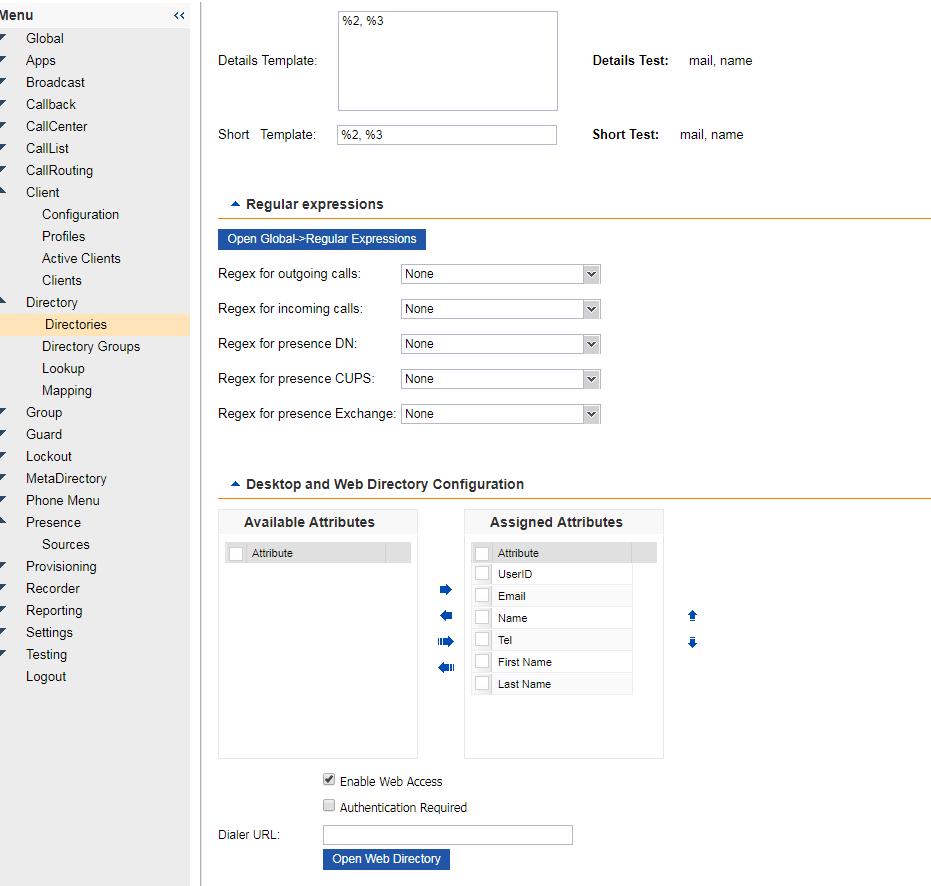 Menu
Global
Apps
Broadcast
Callback
CallCenter
CallList
CallRouting
Client
Configuration
Profiles
Active Clients
Clients
Directory
Directories
Directory Groups
Lookup
Mapping
Group
Guard
Lockout
MetaDirectory
Phone Menu
Presence
Sources
Provisioning
Recorder
Reporting
Settings
Testing
Logout
%2, %3
Details Template:
Details Test: mail, name
Short Template: %2, %3
Short Test: mail, name
Regular expressions
Open Global->Regular Expressions
Regex for outgoing calls: None
Regex for incoming calls: None
Regex for presence DN: None
Regex for presence CUPS: None
Regex for presence Exchange: None
Desktop and Web Directory Configuration
Available Attributes
Attribute
Assigned Attributes
Attribute
UserID
Email
Name
Tel
First Name
Last Name
Enable Web Access
Authentication Required
Dialer URL:
Open Web Directory